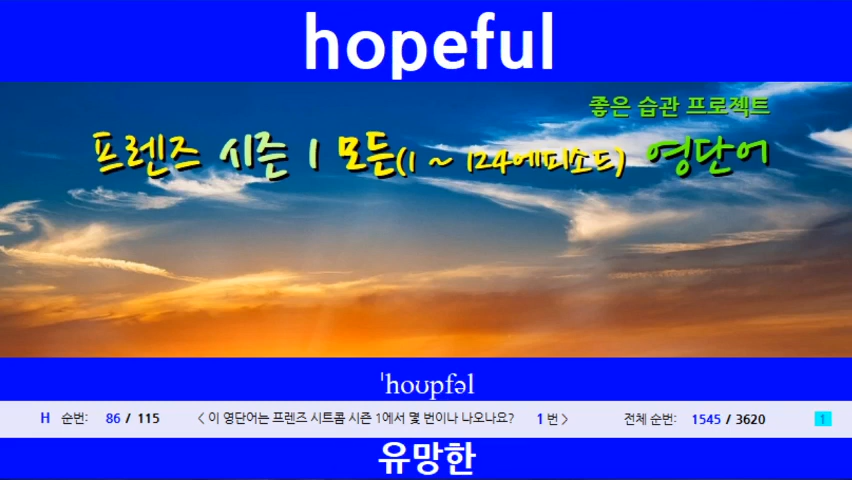 hopeful
좋은 습관 프로젝트
프렌즈 시즌 1 모든(1 ~ 124에피소드) 영단어
ˈhoʊpfəl
H 순번: 86 / 115 < 이 영단어는 프렌즈 시트콤 시즌 1에서 몇 번이나 나오나요? 1 번 > 전체 순번: 1545 / 3620 1
유망한